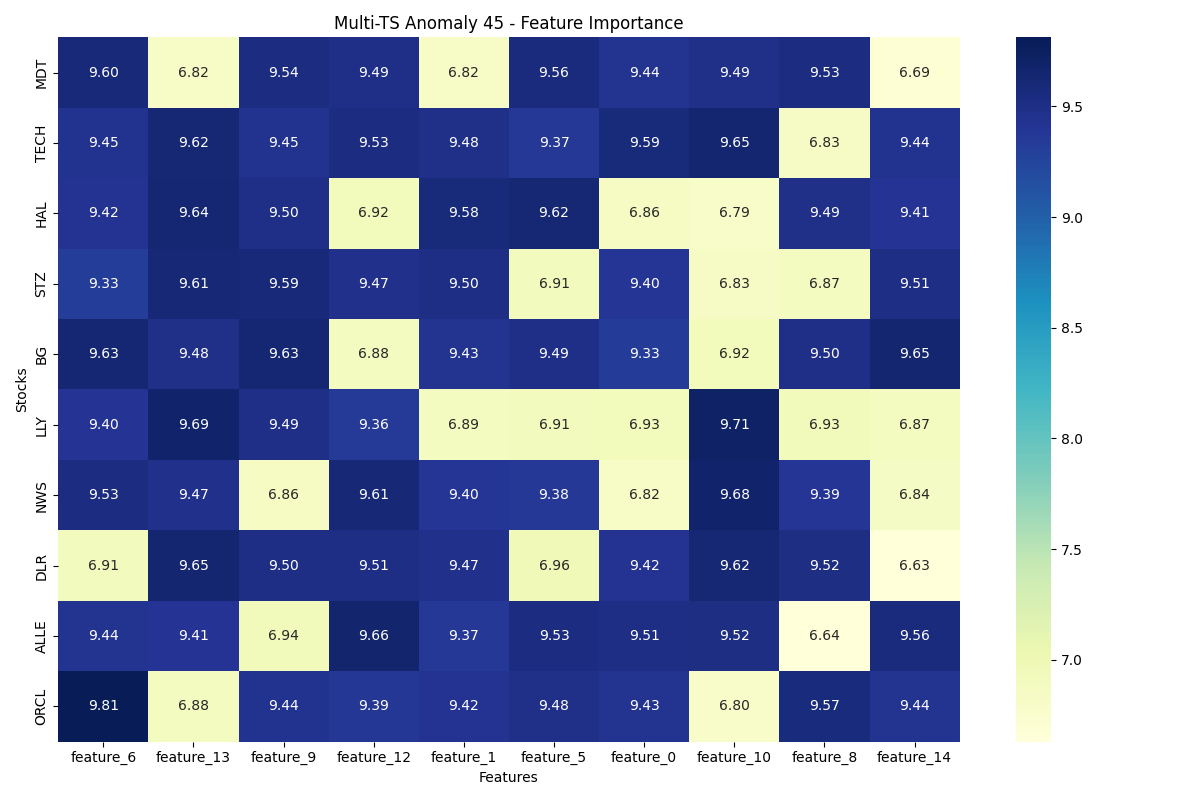 Multi-TS Anomaly 45 - Feature Importance
Stocks
MDT 9.60 6.82 9.54 9.49 6.82 9.56 9.44 9.49 9.53 6.69
TECH 9.45 9.62 9.45 9.53 9.48 9.37 9.59 9.65 6.83 9.44
HAL 9.42 9.64 9.50 6.92 9.58 9.62 6.86 6.79 9.49 9.41
STZ 9.33 9.61 9.59 9.47 9.50 6.91 9.40 6.83 6.87 9.51
BG 9.63 9.48 9.63 6.88 9.43 9.49 9.33 6.92 9.50 9.65
LLY 9.40 9.69 9.49 9.36 6.89 6.91 6.93 9.71 6.93 6.87
NWS 9.53 9.47 6.86 9.61 9.40 9.38 6.82 9.68 9.39 6.84
DLR 6.91 9.65 9.50 9.51 9.47 6.96 9.42 9.62 9.52 6.63
ALLE 9.44 9.41 6.94 9.66 9.37 9.53 9.51 9.52 6.64 9.56
ORCL 9.81 6.88 9.44 9.39 9.42 9.48 9.43 6.80 9.57 9.44
feature_6 feature_13 feature_9 feature_12 feature_1 feature_5 feature_0 feature_10 feature_8 feature_14
Features
9.5
9.0
8.5
8.0
7.5
7.0